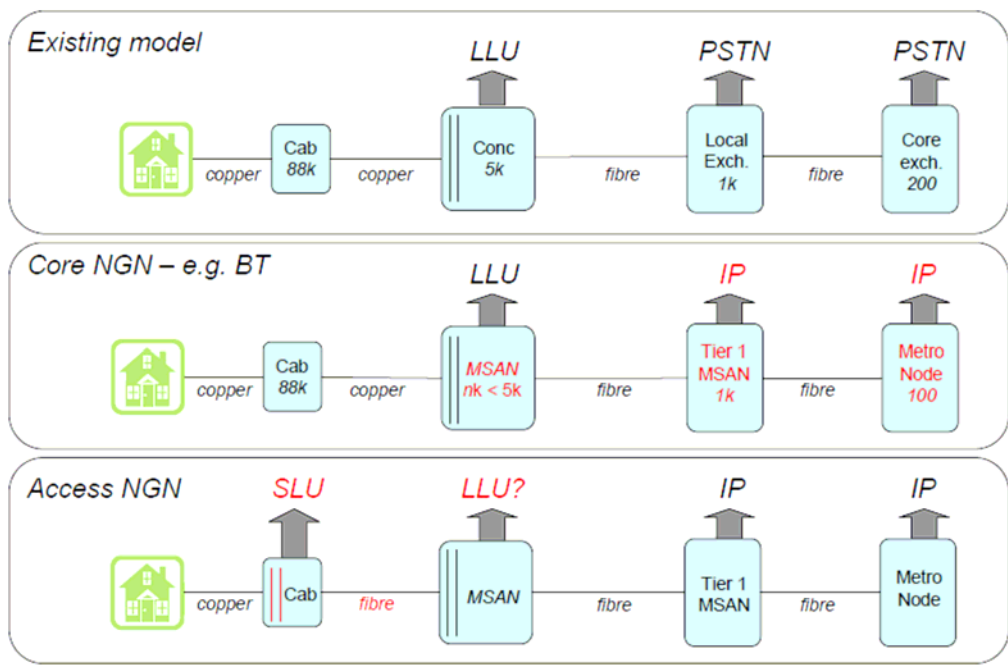 Existing model
LLU
PSTN
PSTN
Cab
88k
Conc
5k
Local
Exch.
1k
Core
exch.
200
copper
copper
fibre
fibre
Core NGN – e.g. BT
LLU
IP
IP
Cab
88k
MSAN
nk < 5k
Tier 1
MSAN
1k
Metro
Node
100
copper
copper
fibre
fibre
Access NGN
SLU
LLU?
IP
IP
Cab
MSAN
Tier 1
MSAN
Metro
Node
copper
fibre
fibre
fibre